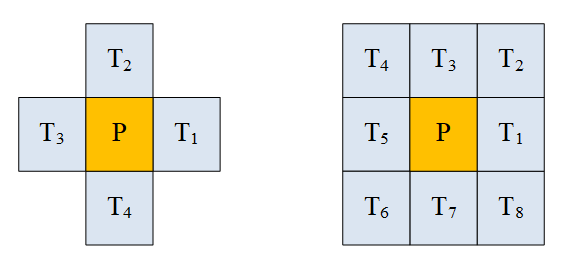 T₂
T₃ P T₁
T₄
T₄ T₃ T₂
T₅ P T₁
T₆ T₇ T₈